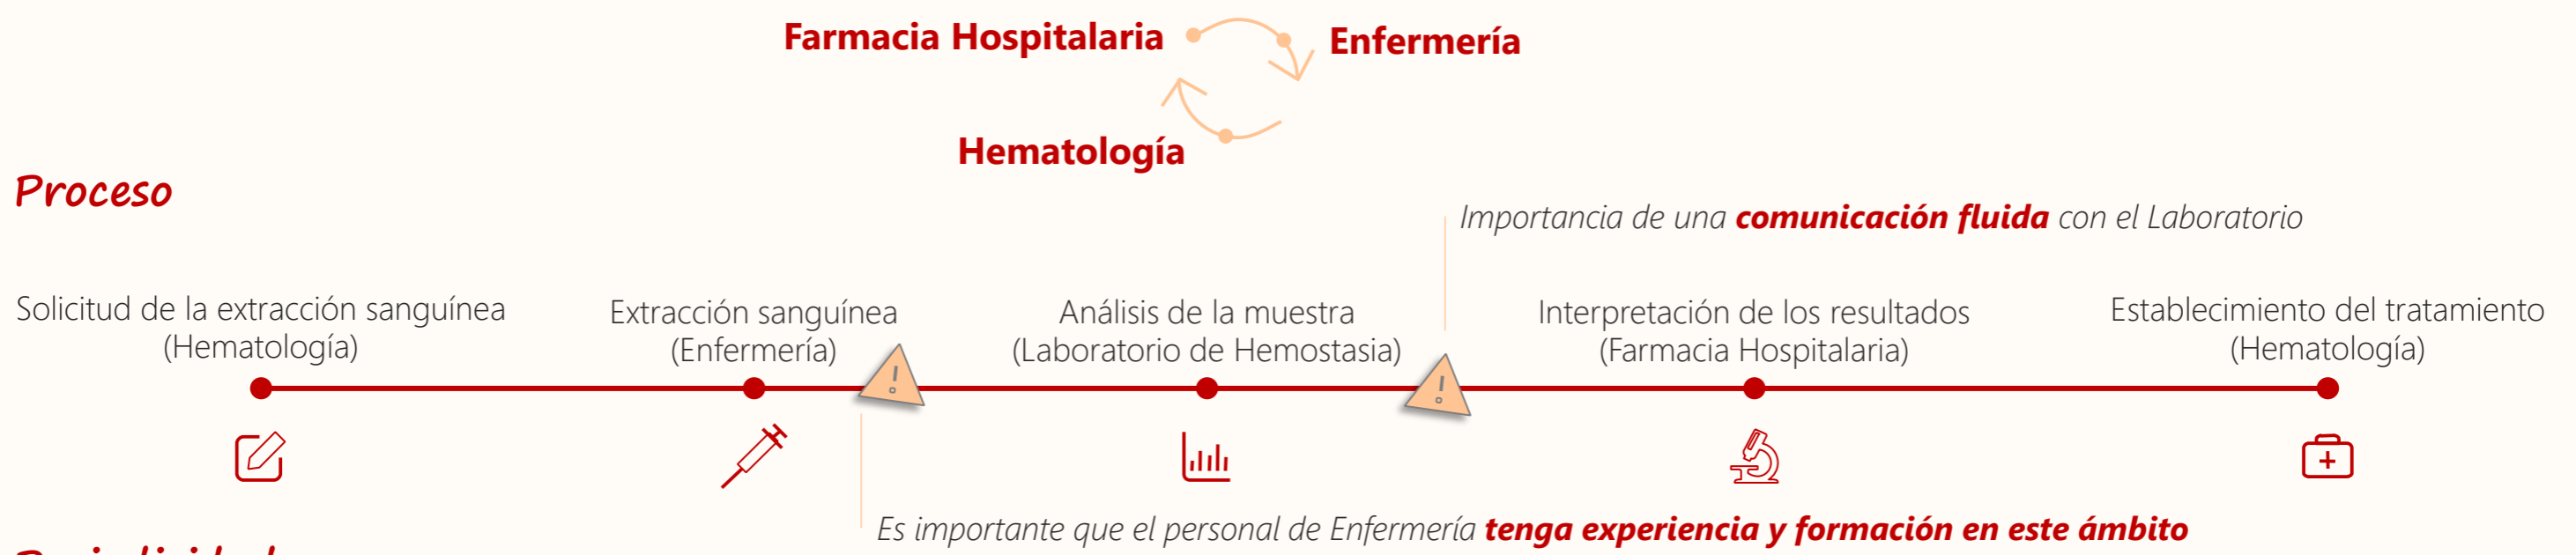 Farmacia Hospitalaria
Enfermería
Hematología
Proceso
Importancia de una comunicación fluida con el Laboratorio
Solicitud de la extracción sanguínea
(Hematología)
Extracción sanguínea
(Enfermería)
Análisis de la muestra
(Laboratorio de Hemostasia)
Interpretación de los resultados
(Farmacia Hospitalaria)
Establecimiento del tratamiento
(Hematología)
!
!
Es importante que el personal de Enfermería tenga experiencia y formación en este ámbito